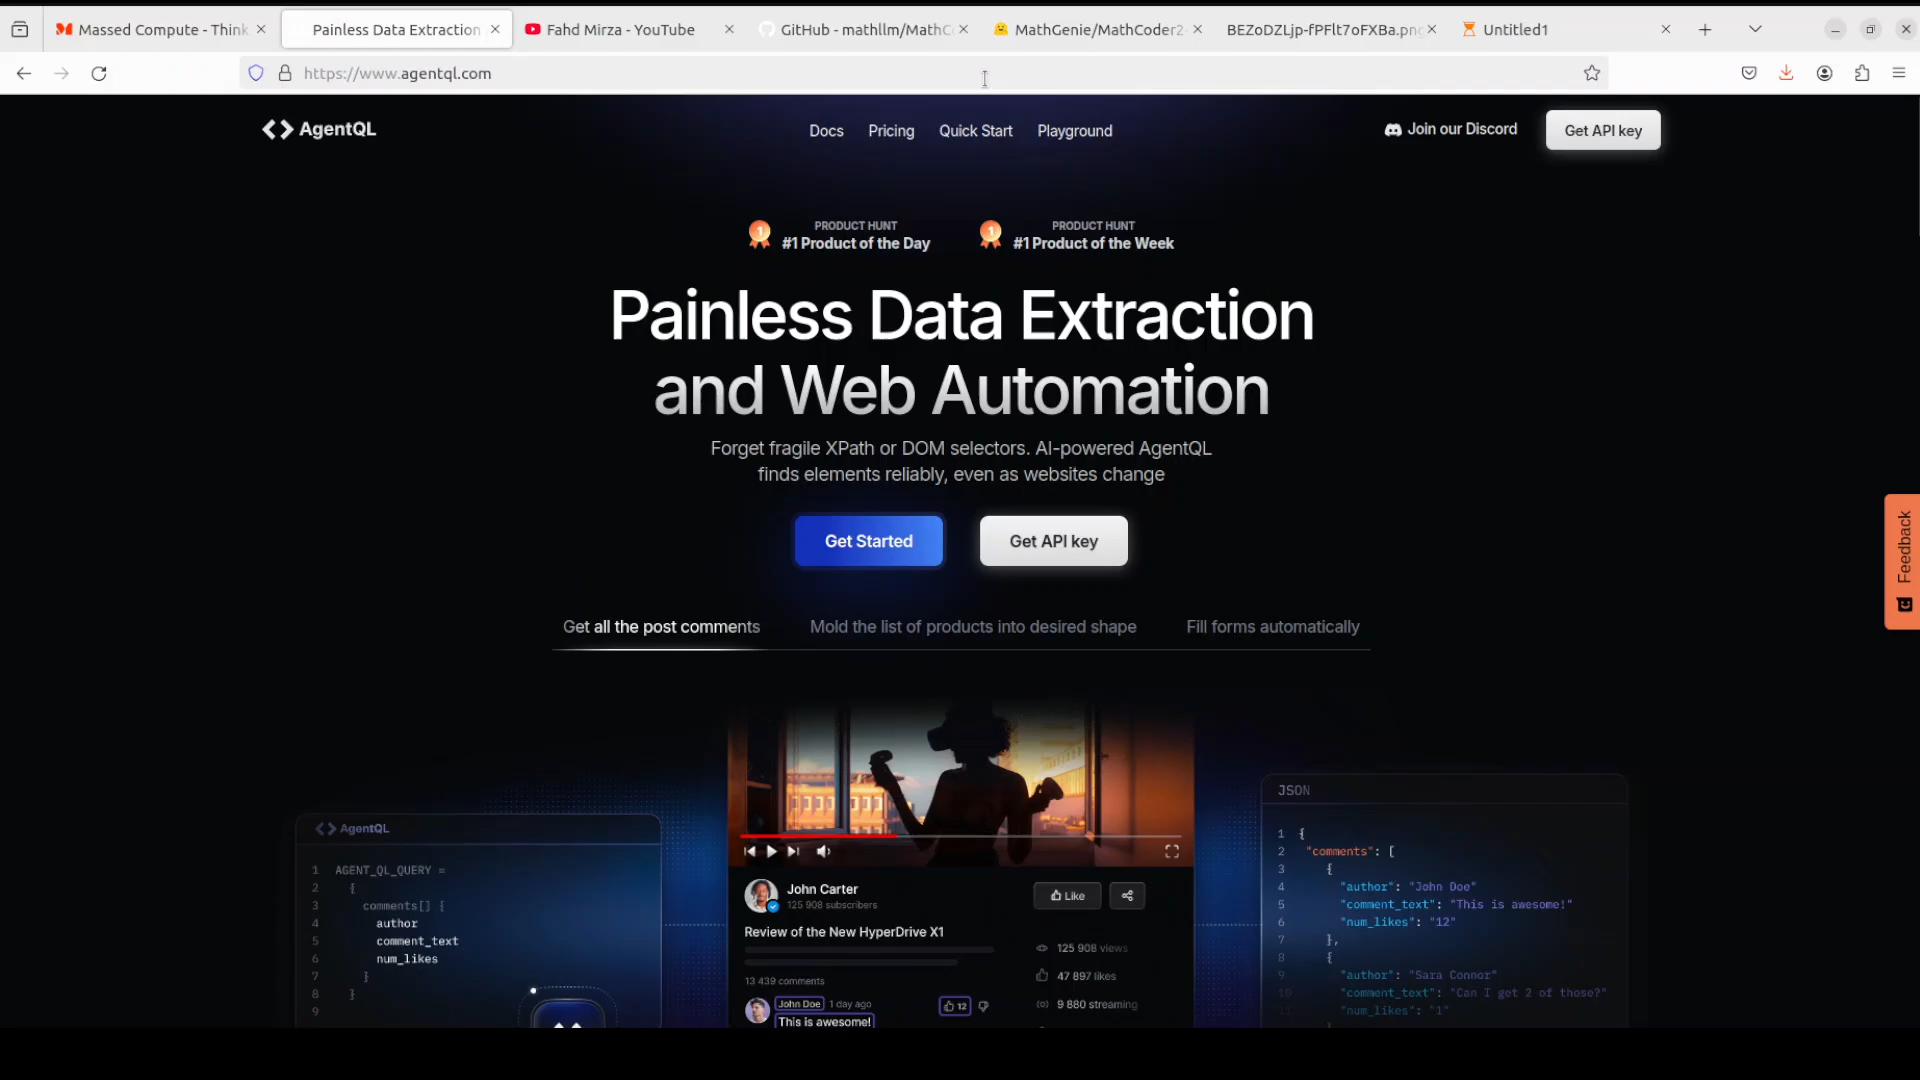 Massed Compute - Think
Painless Data Extraction
Fahd Mirza - YouTube
GitHub - mathllm/MathC
MathGenie/MathCoder2-
BEZoDZLjp-fPFlt7oFXBa.png
Untitled1
https://www.agentql.com
AgentQL
Docs
Pricing
Quick Start
Playground
Join our Discord
Get API key
1
PRODUCT HUNT
#1 Product of the Day
1
PRODUCT HUNT
#1 Product of the Week
Painless Data Extraction
and Web Automation
Forget fragile XPath or DOM selectors. AI-powered AgentQL
finds elements reliably, even as websites change
Get Started
Get API key
Feedback
Get all the post comments
Mold the list of products into desired shape
Fill forms automatically
AgentQL
1 AGENT_QL_QUERY =
2 {
3 comments[] {
4 author
5 comment_text
6 num_likes
7 }
8 }
9
John Carter
125 908 subscribers
Like
Review of the New HyperDrive X1
125 908 views
47 897 likes
9 880 streaming
13 439 comments
John Doe 1 day ago
12
This is awesome!
JSON
1 {
2 "comments": [
3 {
4 "author": "John Doe"
5 "comment_text": "This is awesome!"
6 "num_likes": "12"
7 },
8 {
9 "author": "Sara Connor"
10 "comment_text": "Can I get 2 of those?"
11 "num_likes": "1"